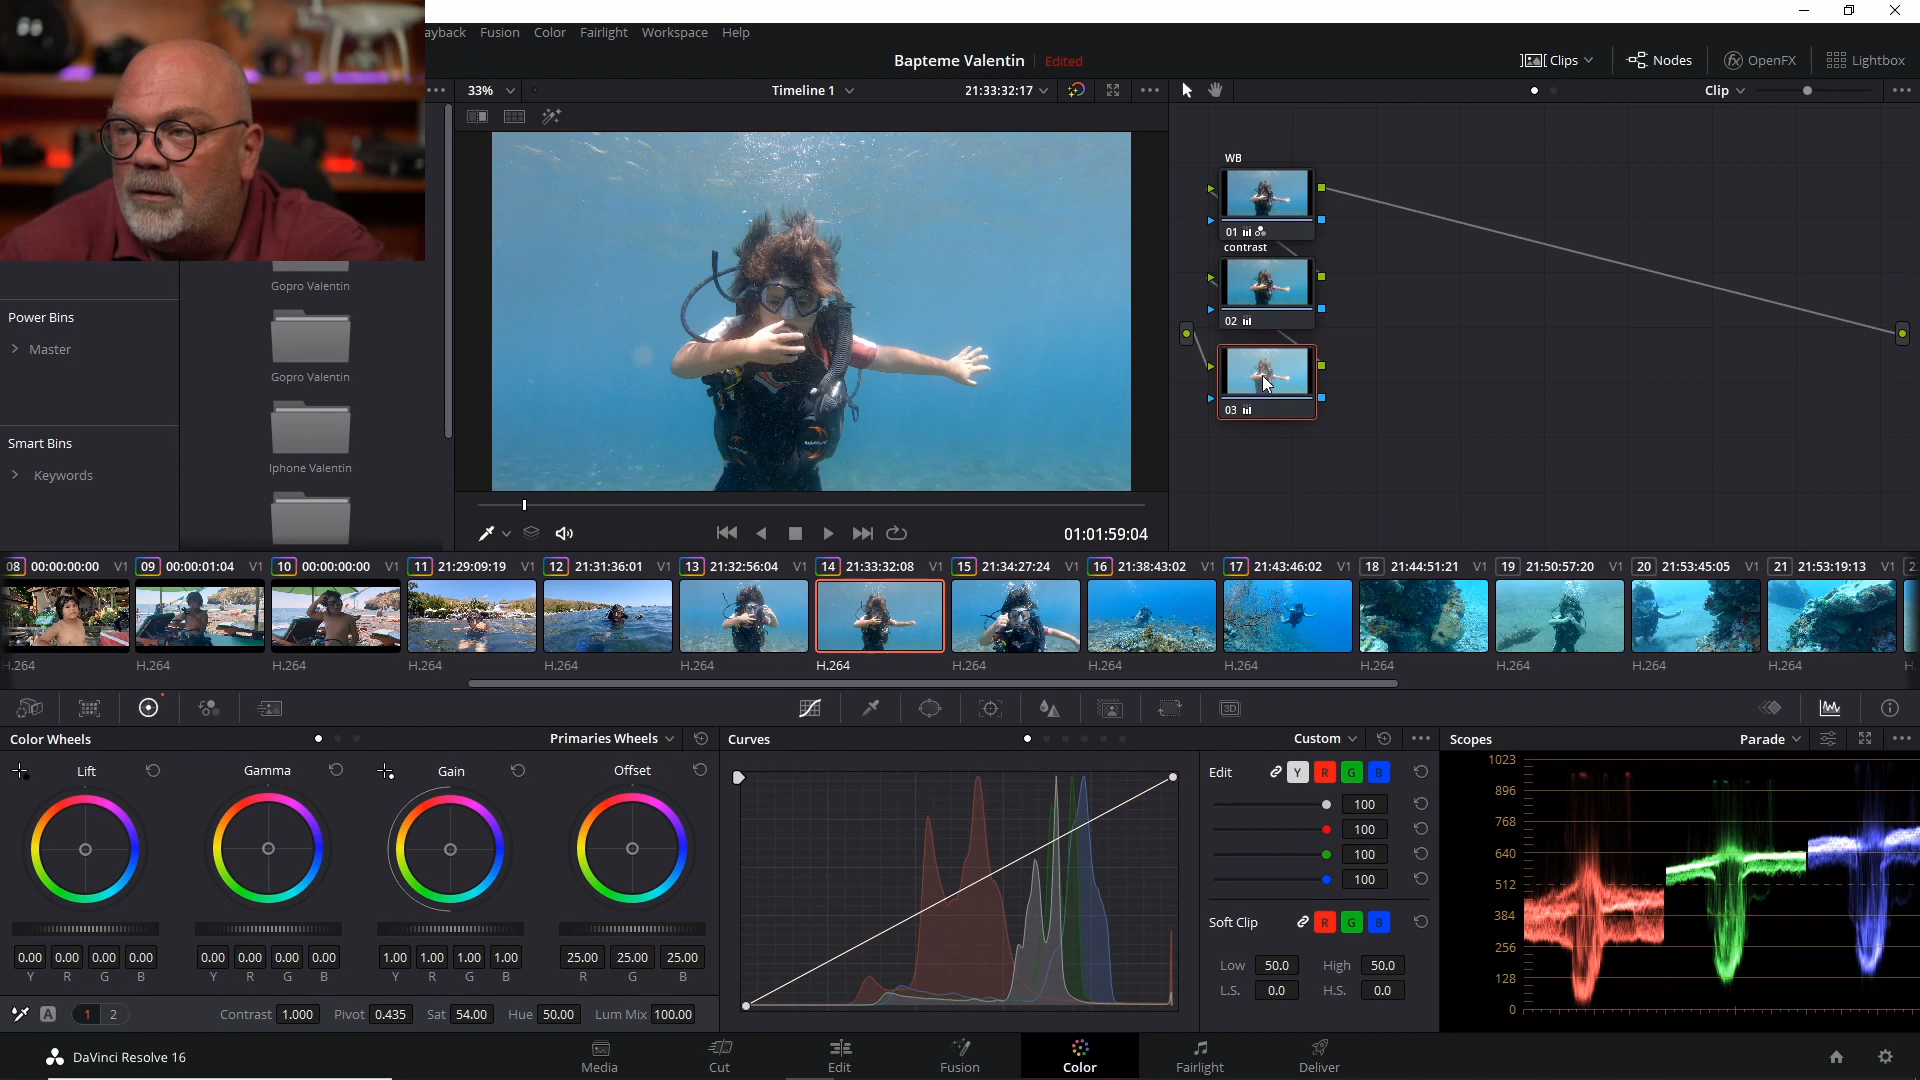 ayback Fusion Color Fairlight Workspace Help
Bapteme Valentin Edited
Clips Nodes OpenFX Lightbox
33% Timeline 1 21:33:32:17 Clip
WB
01
contrast
02
03
Gopro Valentin
Power Bins
Master
Gopro Valentin
Smart Bins
Keywords
Iphone Valentin
01:01:59:04
08 00:00:00:00 V1 09 00:00:01:04 V1 10 00:00:00:00 V1 11 21:29:09:19 V1 12 21:31:36:01 V1 13 21:32:56:04 V1 14 21:33:32:08 V1 15 21:34:27:24 V1 16 21:38:43:02 V1 17 21:43:46:02 V1 18 21:44:51:21 V1 19 21:50:57:20 V1 20 21:53:45:05 V1 21 21:53:19:13 V1 2
H.264 H.264 H.264 H.264 H.264 H.264 H.264 H.264 H.264 H.264 H.264 H.264 H.264 H.264 H.
3D
Color Wheels Primaries Wheels Curves Custom Scopes Parade
Lift Gamma Gain Offset
0.00 0.00 0.00 0.00 0.00 0.00 0.00 0.00 1.00 1.00 1.00 1.00 25.00 25.00 25.00
Y R G B Y R G B Y R G B R G B
A 1 2 Contrast 1.000 Pivot 0.435 Sat 54.00 Hue 50.00 Lum Mix 100.00
Edit Y R G B
100
100
100
100
Soft Clip R G B
Low 50.0 High 50.0
L.S. 0.0 H.S. 0.0
1023
896
768
640
512
384
256
128
0
DaVinci Resolve 16
Media Cut Edit Fusion Color Fairlight Deliver